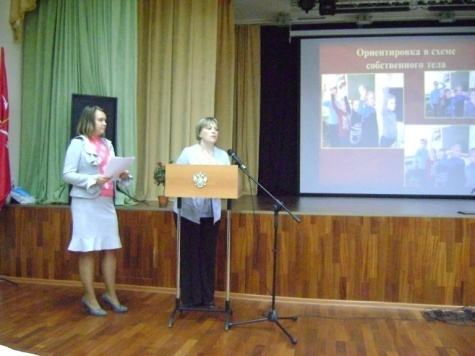 Ориентировка в схеме
собственного тела